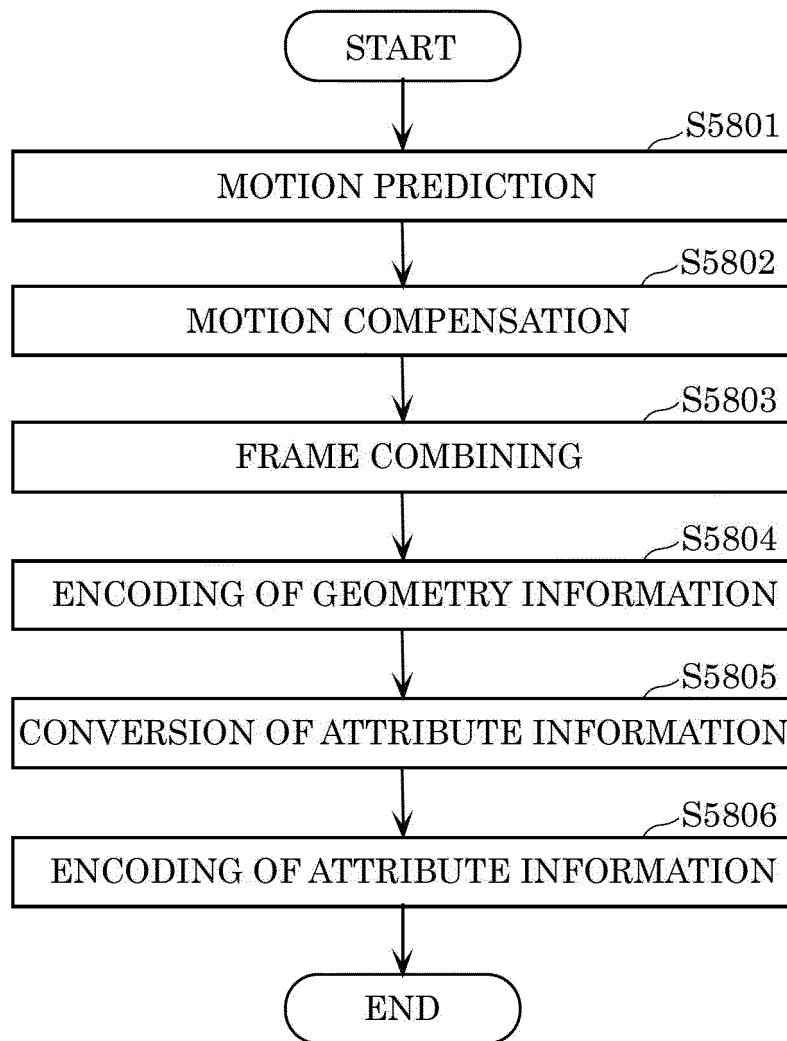 START
S5801
MOTION PREDICTION
S5802
MOTION COMPENSATION
S5803
FRAME COMBINING
S5804
ENCODING OF GEOMETRY INFORMATION
S5805
CONVERSION OF ATTRIBUTE INFORMATION
S5806
ENCODING OF ATTRIBUTE INFORMATION
END